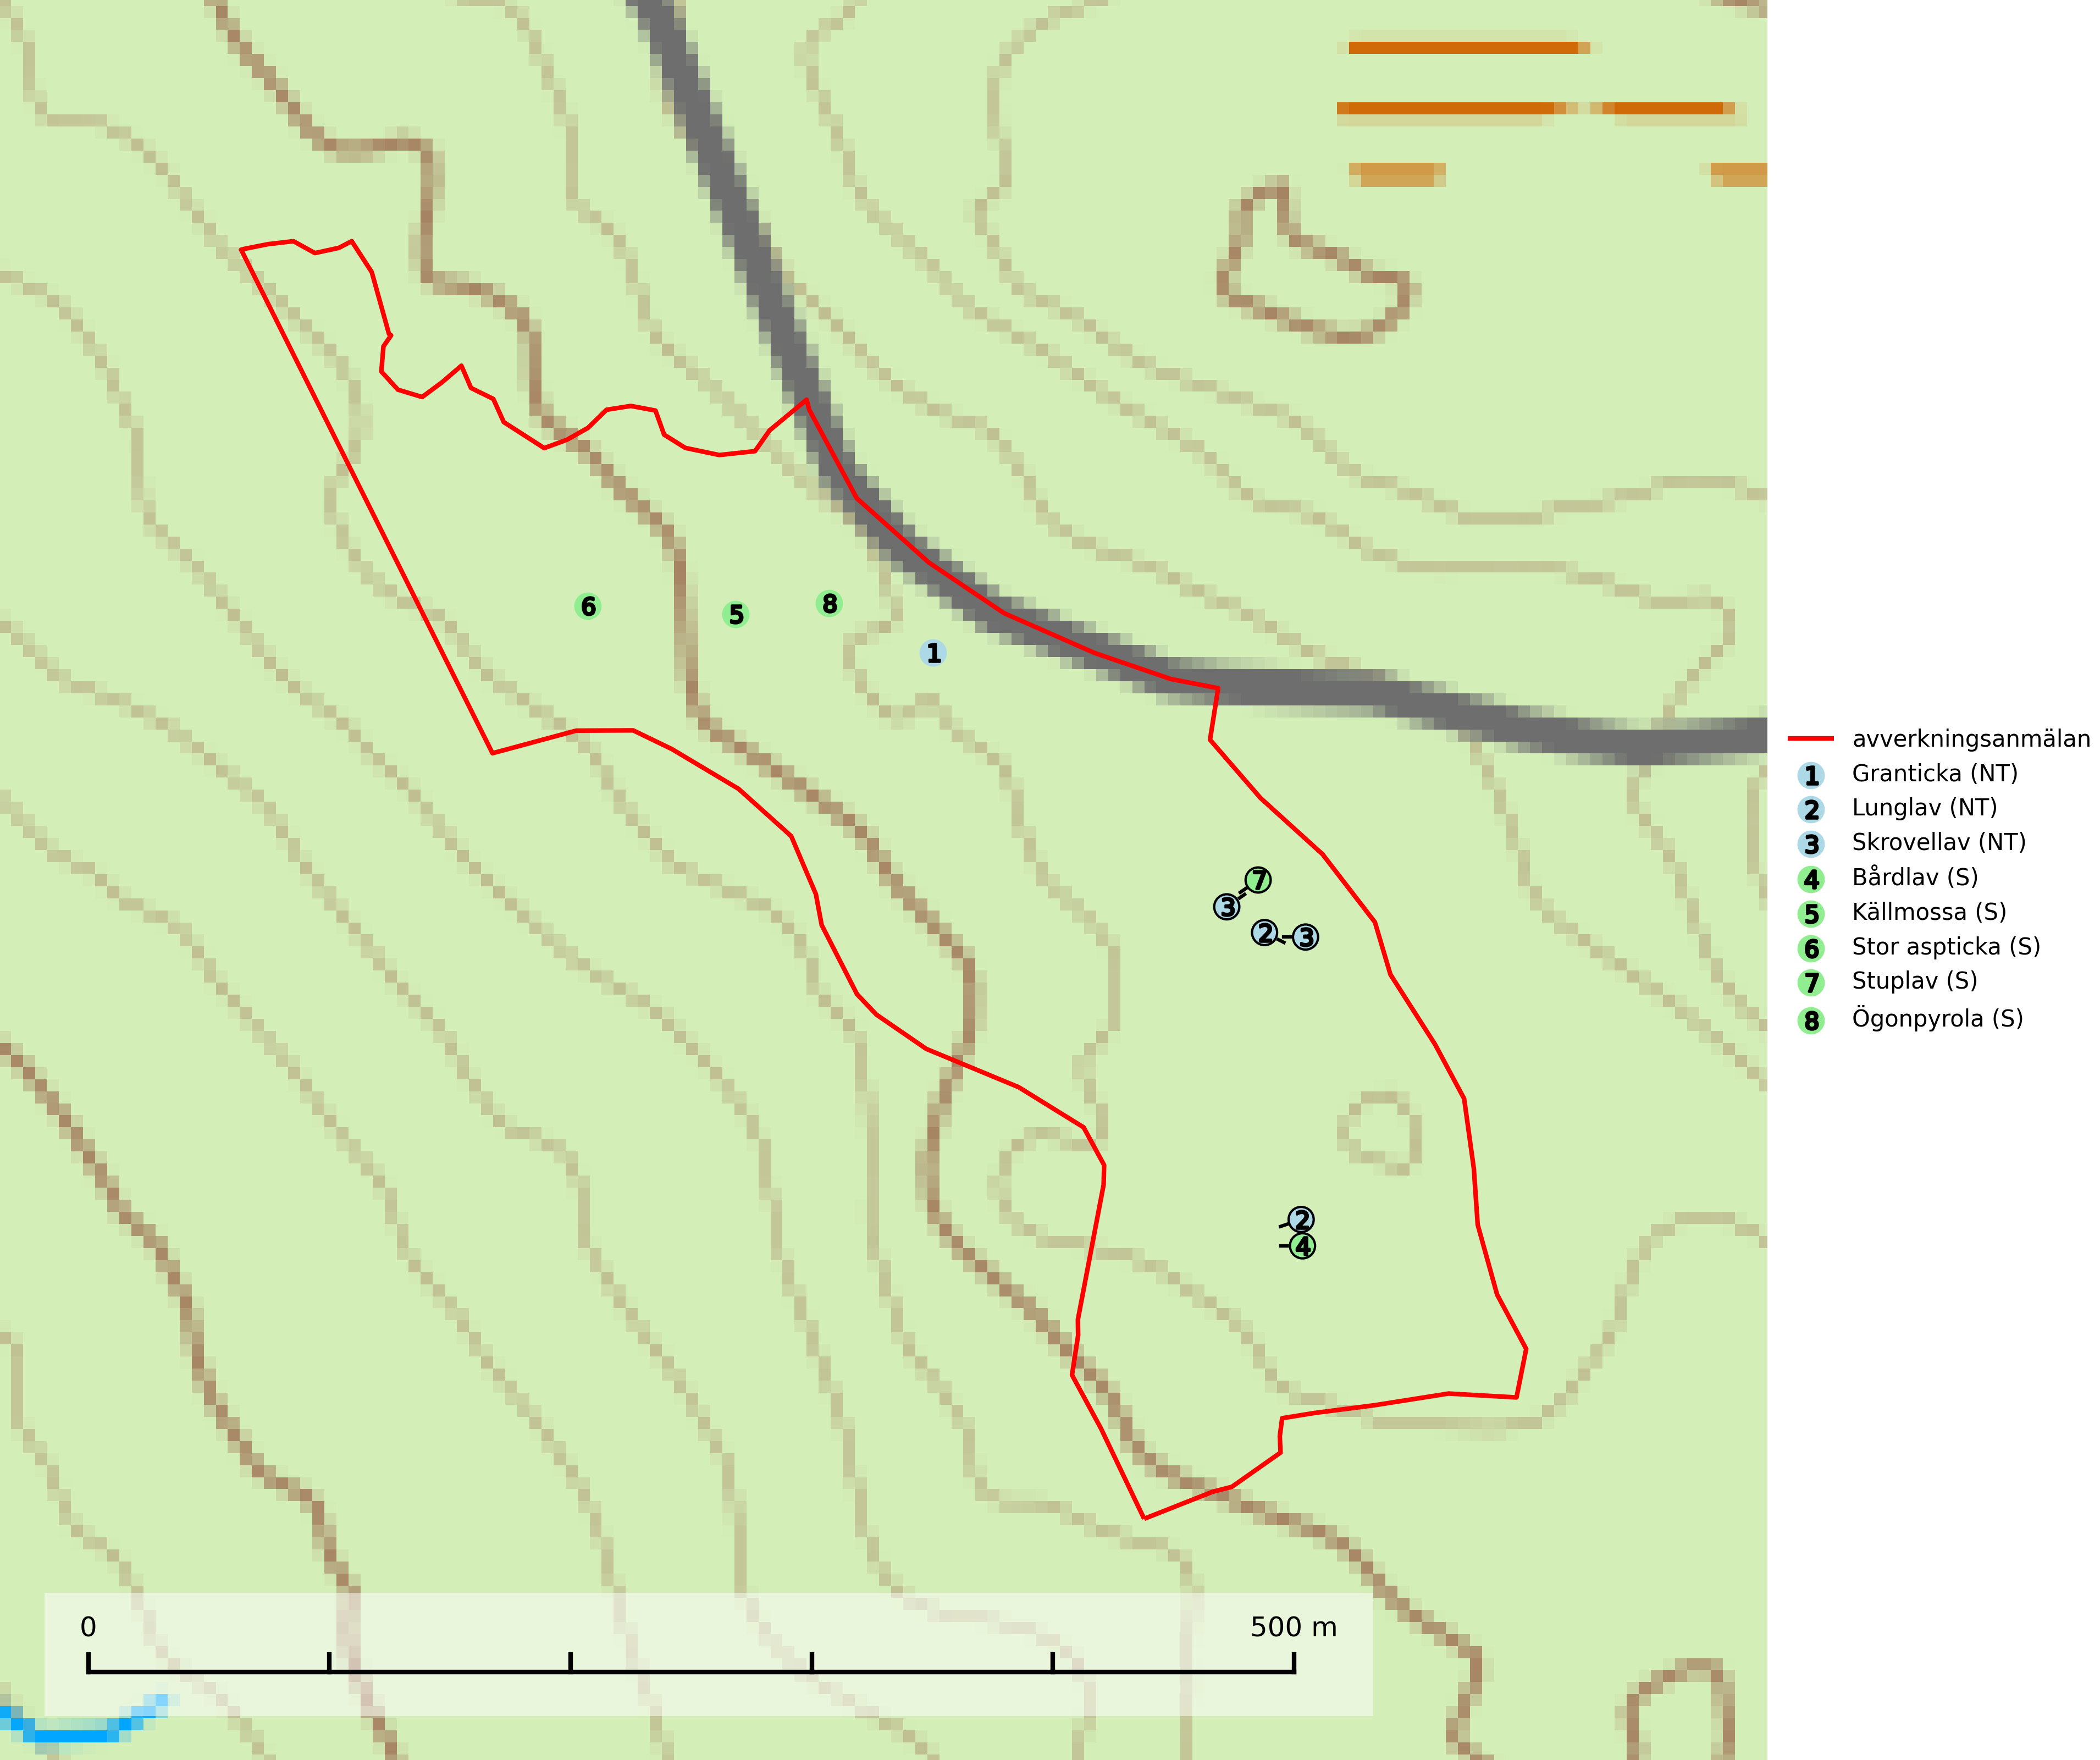 6
5
8
1
7
3
2
3
2
4
avverkningsanmälan
1 Granticka (NT)
2 Lunglav (NT)
3 Skrovellav (NT)
4 Bårdlav (S)
5 Källmossa (S)
6 Stor aspticka (S)
7 Stuplav (S)
8 Ögonpyrola (S)
0 500 m